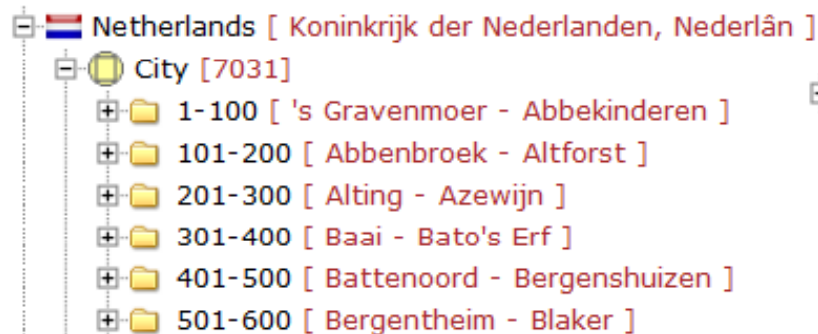 Netherlands [ Koninkrijk der Nederlanden, Nederlân ]
City [7031]
1-100 [ 's Gravenmoer - Abbekinderen ]
101-200 [ Abbenbroek - Altforst ]
201-300 [ Alting - Azewijn ]
301-400 [ Baai - Bato's Erf ]
401-500 [ Battenoord - Bergenshuizen ]
501-600 [ Bergentheim - Blaker ]